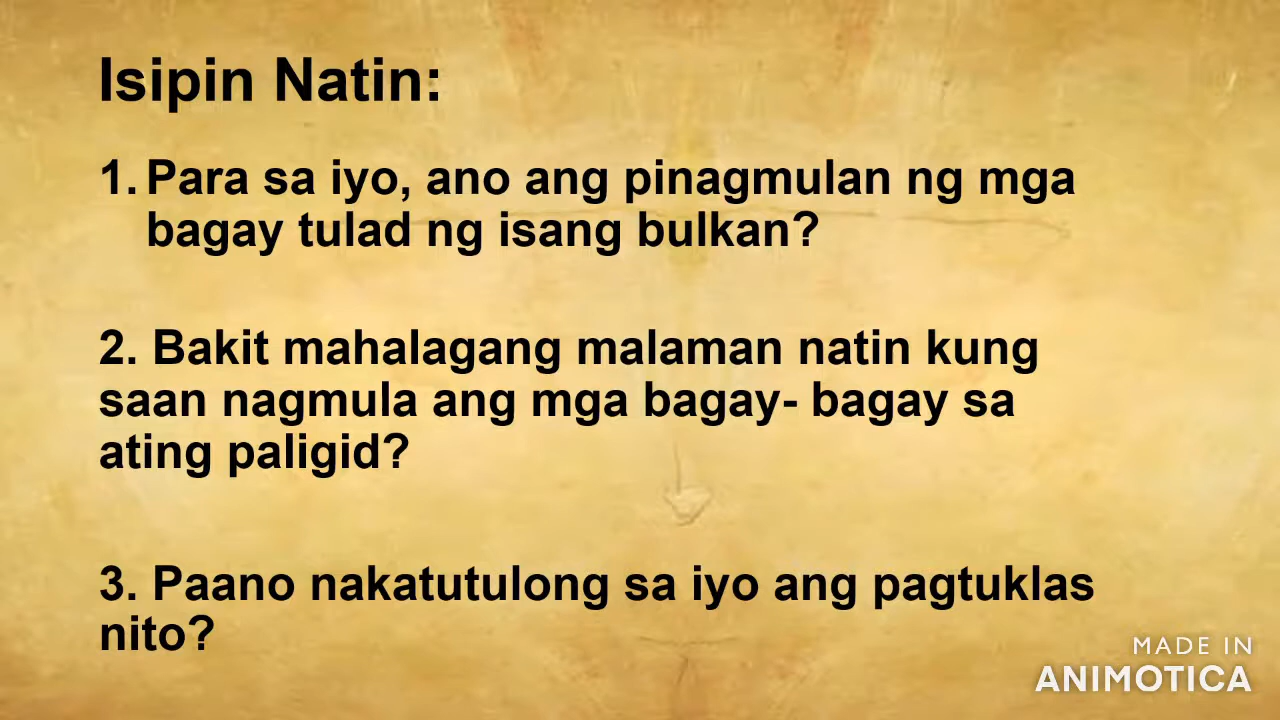 Isipin Natin:
1. Para sa iyo, ano ang pinagmulan ng mga
bagay tulad ng isang bulkan?
2. Bakit mahalagang malaman natin kung
saan nagmula ang mga bagay- bagay sa
ating paligid?
3. Paano nakatutulong sa iyo ang pagtuklas
nito?
MADE IN
ANIMOTICA